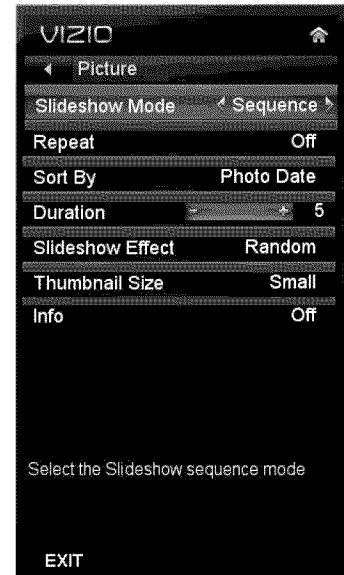 VIZIO
Picture
Slideshow Mode Sequence
Repeat Off
Sort By Photo Date
Duration - + 5
Slideshow Effect Random
Thumbnail Size Small
Info Off
Select the Slideshow sequence mode
EXIT